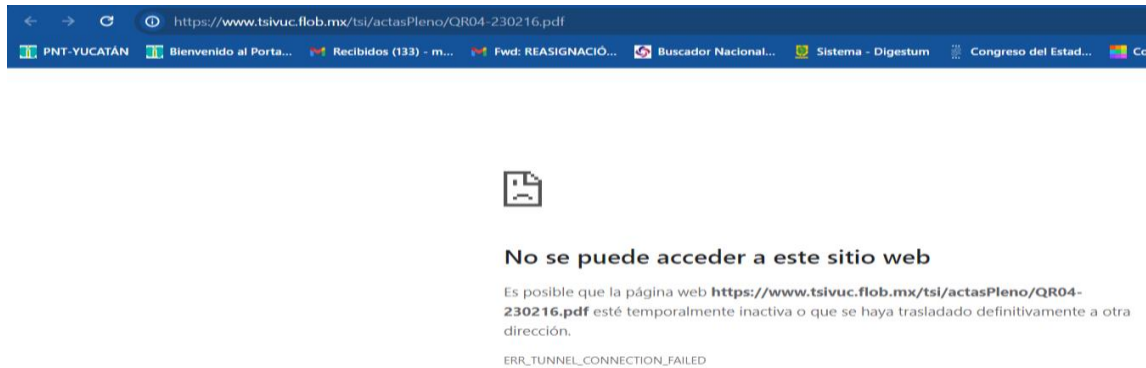 https://www.tsivuc.flob.mx/tsi/actasPleno/QR04-230216.pdf
PNT-YUCATÁN Bienvenido al Porta... Recibidos (133) - m... Fwd: REASIGNACIÓ... Buscador Nacional... Sistema - Digestum Congreso del Estad... Co
No se puede acceder a este sitio web
Es posible que la página web https://www.tsivuc.flob.mx/tsi/actasPleno/QR04-
230216.pdf esté temporalmente inactiva o que se haya trasladado definitivamente a otra
dirección.
ERR_TUNNEL_CONNECTION_FAILED